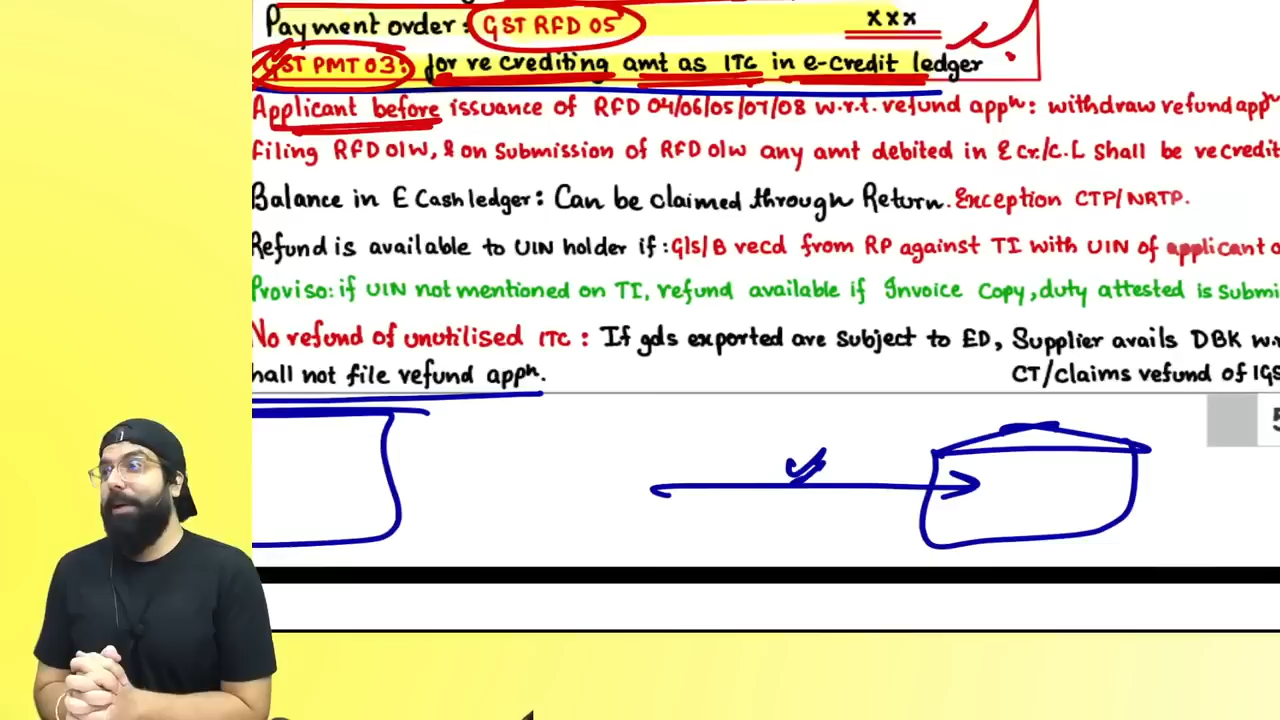 Payment order: GST RFD 05 xxx
GST PMT 03: for re crediting amt as ITC in e-credit ledger
Applicant before issuance of RFD 04/06/05/07/08 w.r.t. refund appⁿ: withdraw refund appⁿ
Filing RFD 01W, & on Submission of RFD 01W any amt debited in E Cr./C.L shall be recredit
Balance in E Cash ledger: Can be claimed through Return. Exception CTP/NRTP.
Refund is available to UIN holder if: G/s/B recd from RP against TI with UIN of applicant
Proviso: if UIN not mentioned on TI, refund available if Invoice Copy, duty attested is Submi
No refund of unutilised ITC: If gds exported are Subject to ED, Supplier avails DBK w.r
hall not file refund appⁿ. CT/claims refund of IGS
5